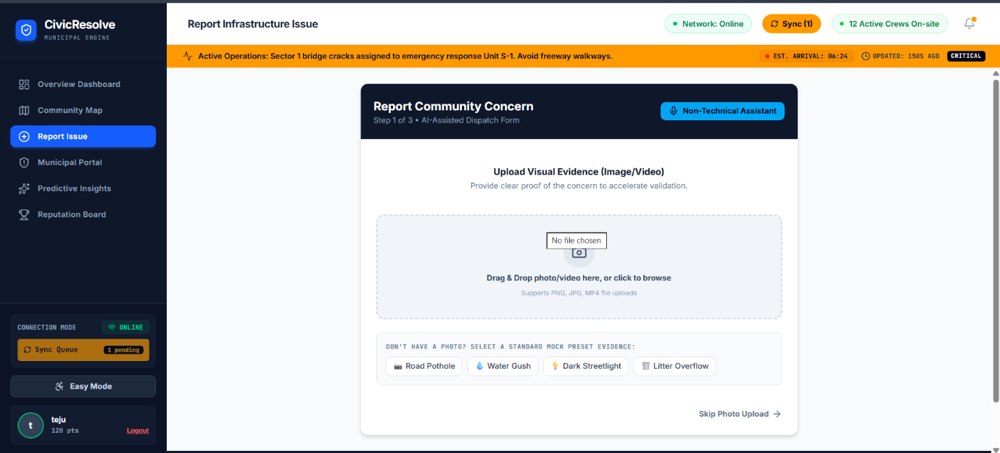 CivicResolve
MUNICIPAL ENGINE
Report Infrastructure Issue
Network: Online
Sync (1)
12 Active Crews On-site
Active Operations: Sector 1 bridge cracks assigned to emergency response Unit S-1. Avoid freeway walkways.
EST. ARRIVAL: 06:24
UPDATED: 150S AGO
CRITICAL
Overview Dashboard
Community Map
Report Issue
Municipal Portal
Predictive Insights
Reputation Board
Report Community Concern
Step 1 of 3 • AI-Assisted Dispatch Form
Non-Technical Assistant
Upload Visual Evidence (Image/Video)
Provide clear proof of the concern to accelerate validation.
No file chosen
Drag & Drop photo/video here, or click to browse
Supports PNG, JPG, MP4 file uploads
DON'T HAVE A PHOTO? SELECT A STANDARD MOCK PRESET EVIDENCE:
Road Pothole
Water Gush
Dark Streetlight
Litter Overflow
Skip Photo Upload →
CONNECTION MODE
ONLINE
Sync Queue
1 pending
Easy Mode
t
teju
120 pts
Logout